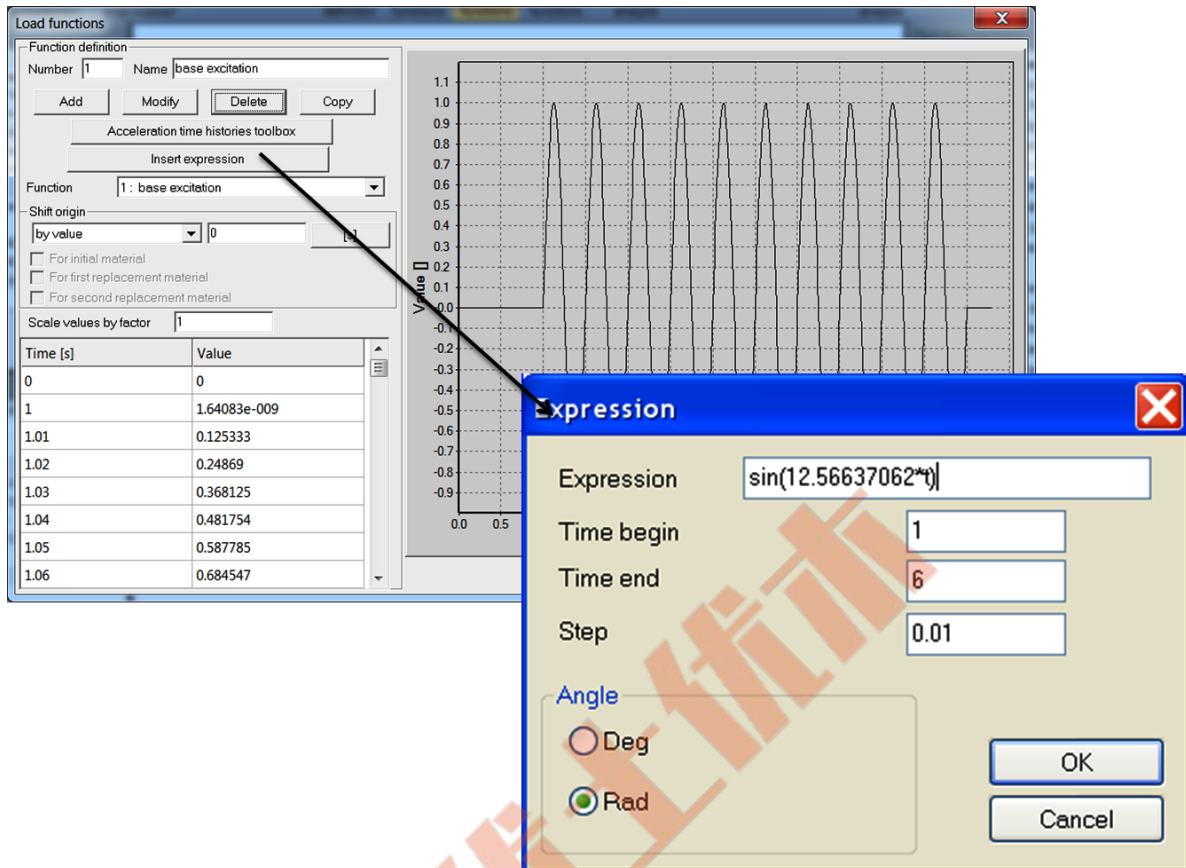 Load functions
Function definition
Number 1 Name base excitation
Add Modify Delete Copy
Acceleration time histories toolbox
Insert expression
Function 1 : base excitation
Shift origin
by value 0
For initial material
For first replacement material
For second replacement material
Scale values by factor 1
Time [s] Value
0 0
1 1.64083e-009
1.01 0.125333
1.02 0.24869
1.03 0.368125
1.04 0.481754
1.05 0.587785
1.06 0.684547
Value []
1.1
1.0
0.9
0.8
0.7
0.6
0.5
0.4
0.3
0.2
0.1
0.0
-0.1
-0.2
-0.3
-0.4
-0.5
-0.6
-0.7
-0.8
-0.9
0.0 0.5
Expression
Expression sin(12.56637062*t)
Time begin 1
Time end 6
Step 0.01
Angle
Deg
Rad
OK
Cancel